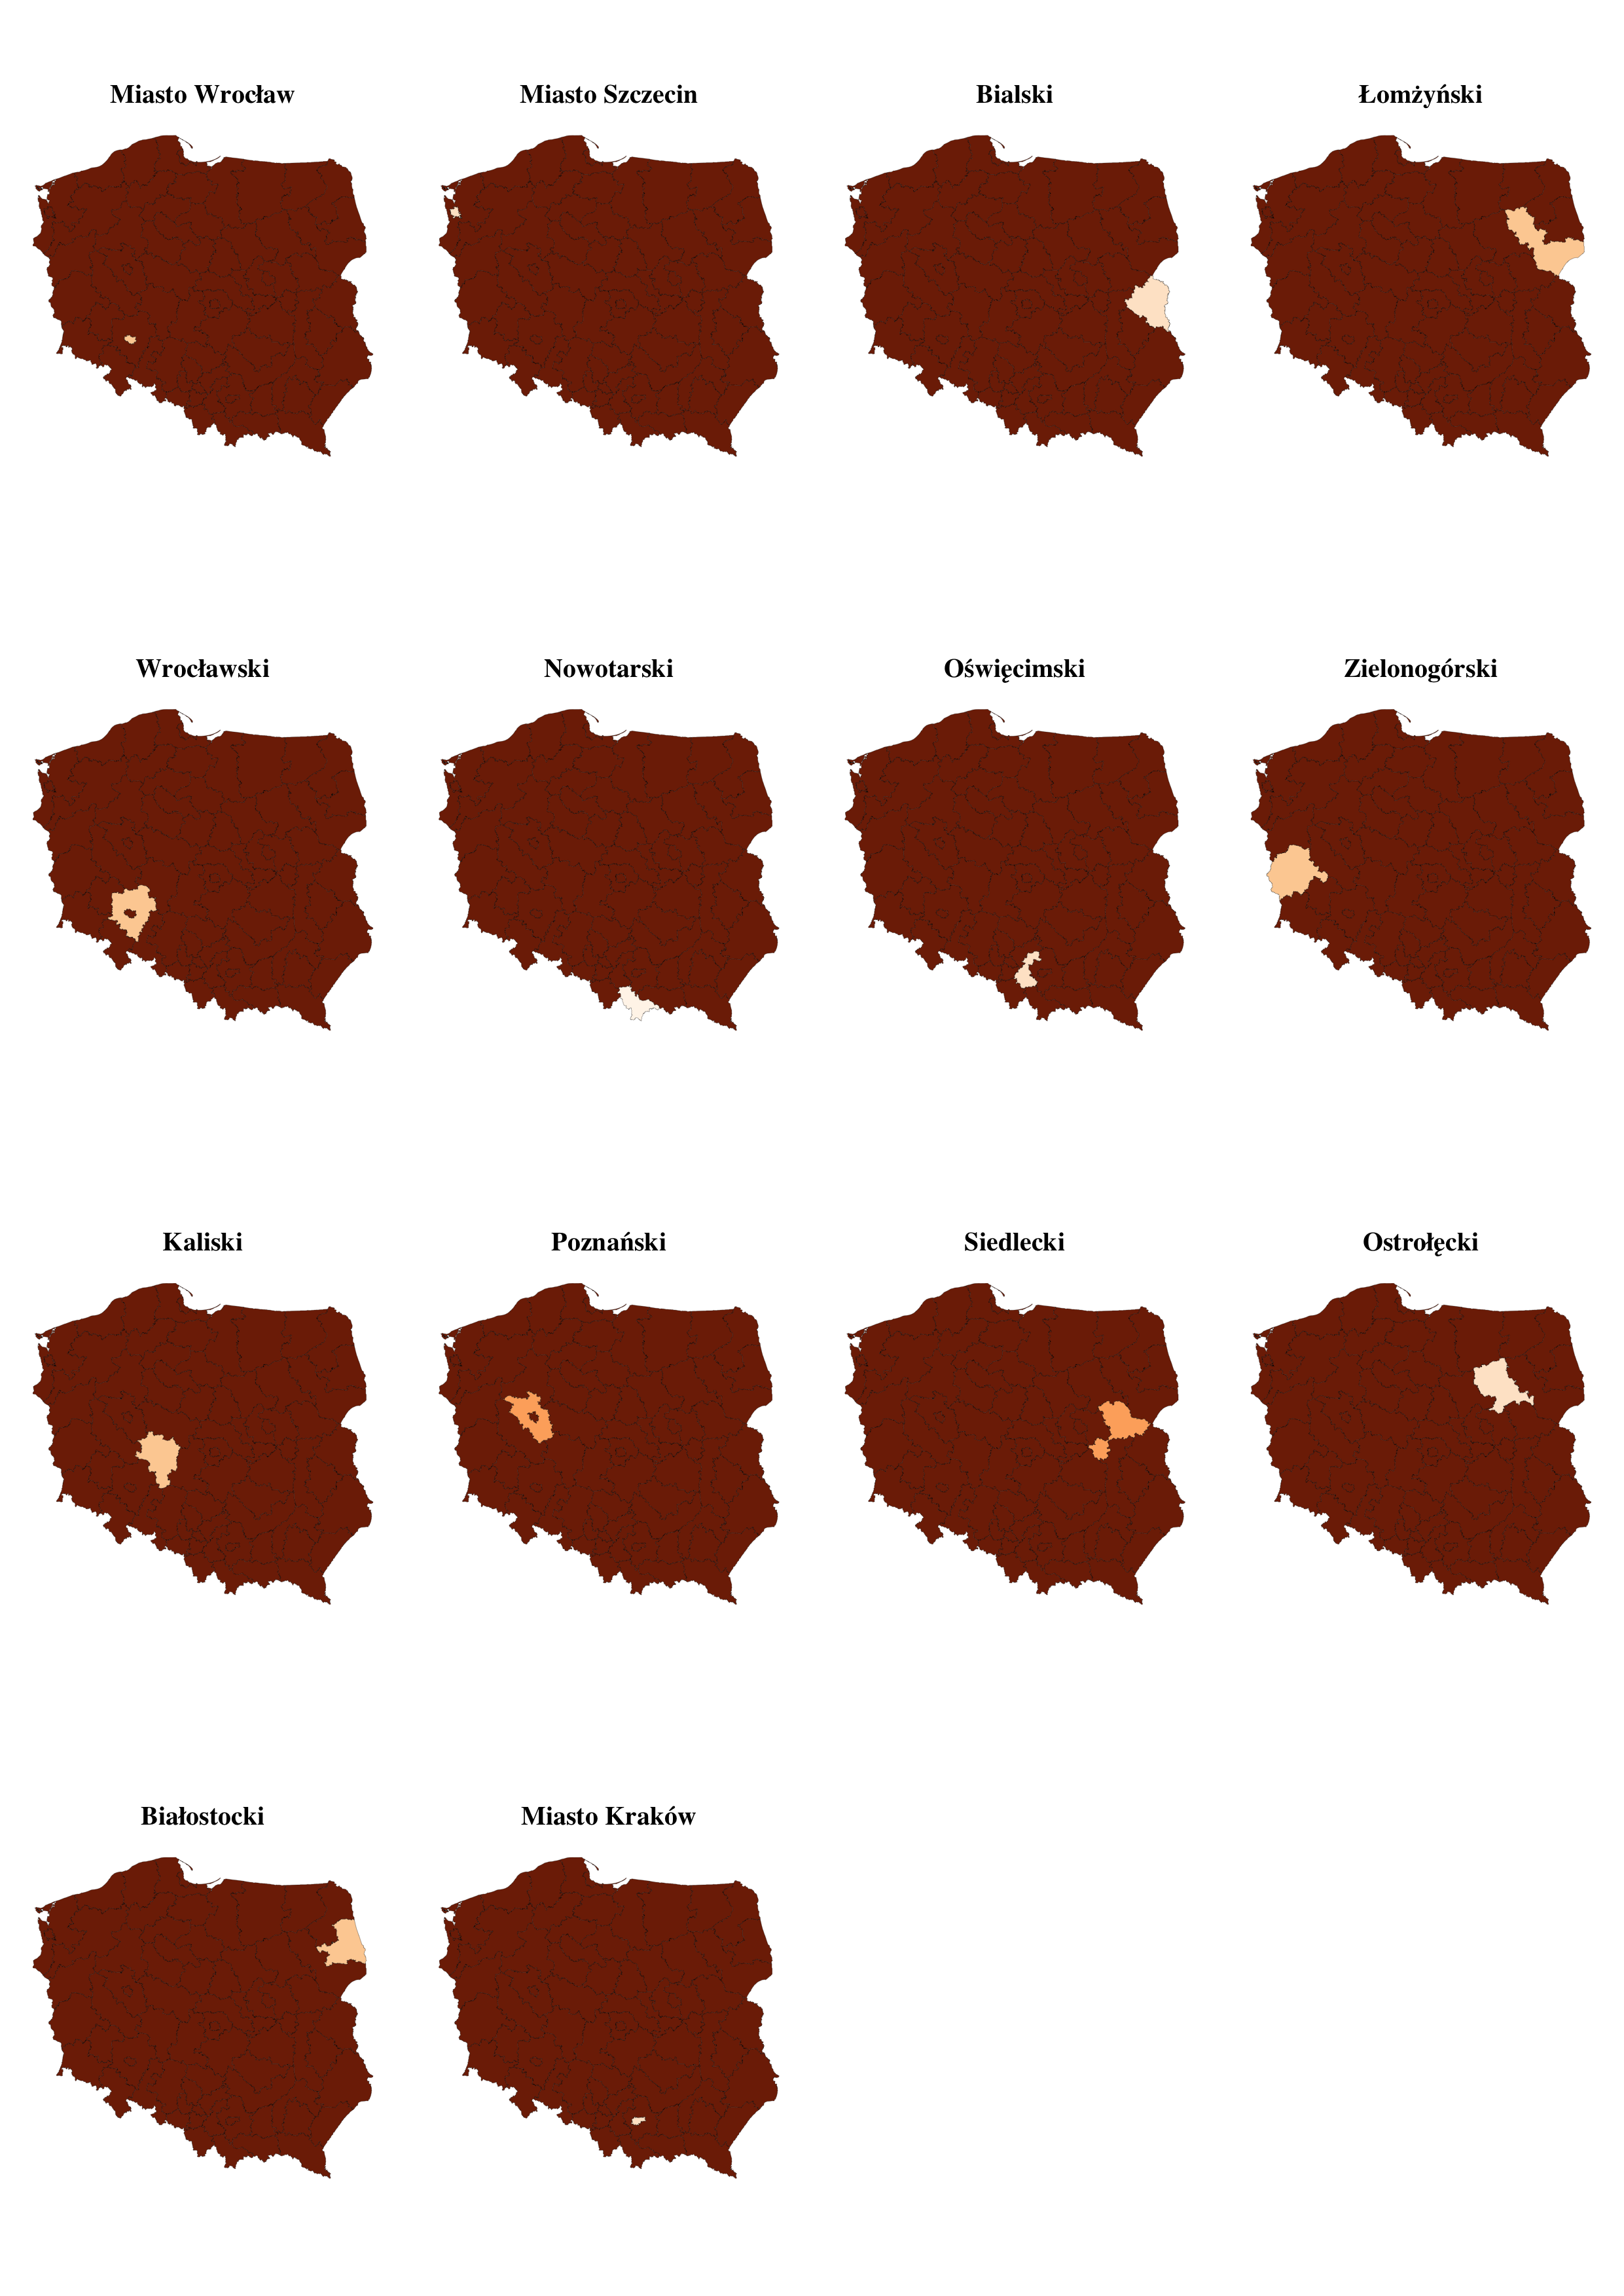 Miasto Wrocław
Miasto Szczecin
Bialski
Łomżyński
Wrocławski
Nowotarski
Oświęcimski
Zielonogórski
Kaliski
Poznański
Siedlecki
Ostrołęcki
Białostocki
Miasto Kraków